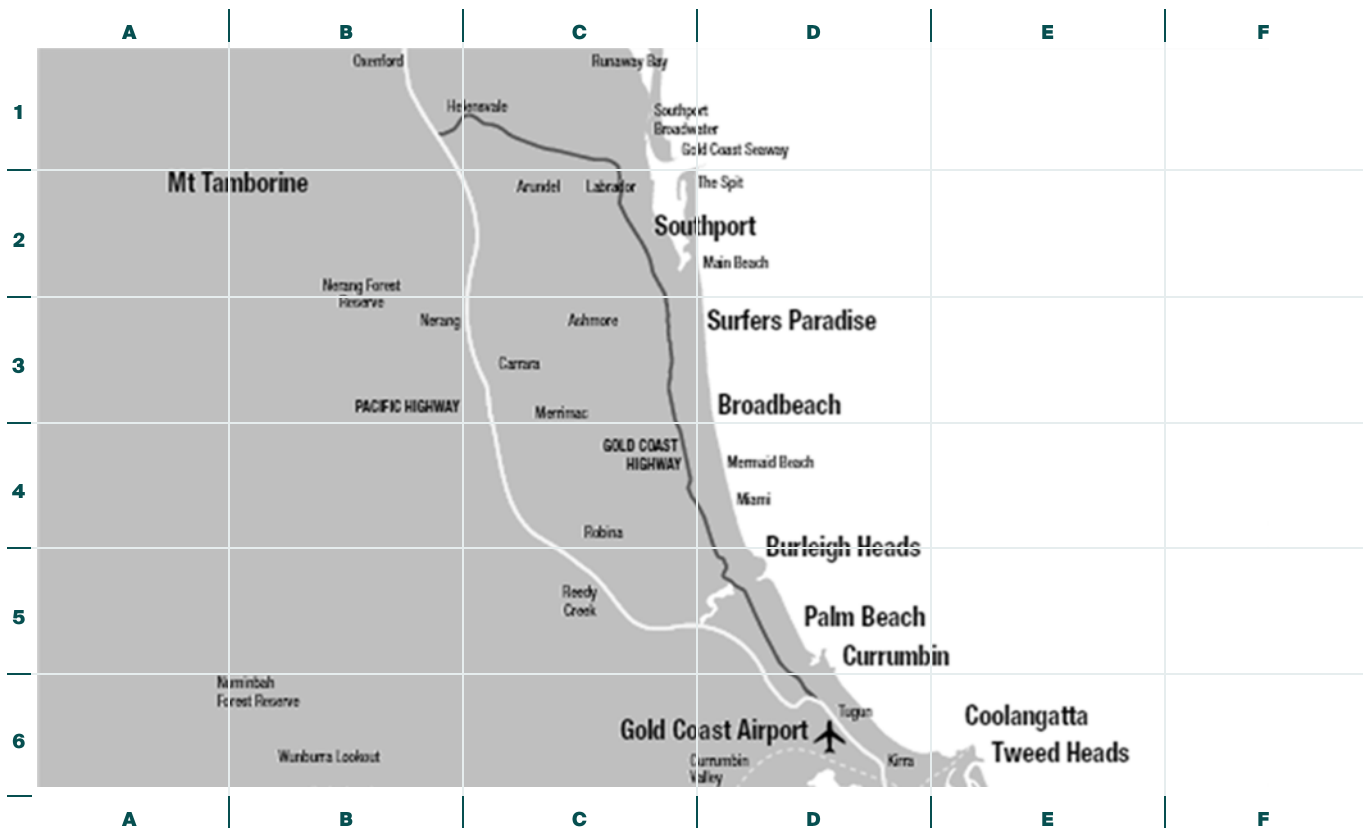 A B C D E F
Oxenford
Runaway Bay
1
Helensvale
Southport
Broadwater
Gold Coast Seaway
Mt Tamborine
Arundel
Labrador
The Spit
Southport
2
Main Beach
Nerang Forest
Reserve
Nerang
Ashmore
Surfers Paradise
3
Carrara
PACIFIC HIGHWAY
Merrimac
Broadbeach
GOLD COAST
HIGHWAY
Mermaid Beach
4
Miami
Robina
Burleigh Heads
Reedy
Creek
5
Palm Beach
Currumbin
Numinbah
Forest Reserve
Tugun
Coolangatta
Gold Coast Airport
6
Tweed Heads
Wunburra Lookout
Currumbin
Valley
Kirra
A B C D E F